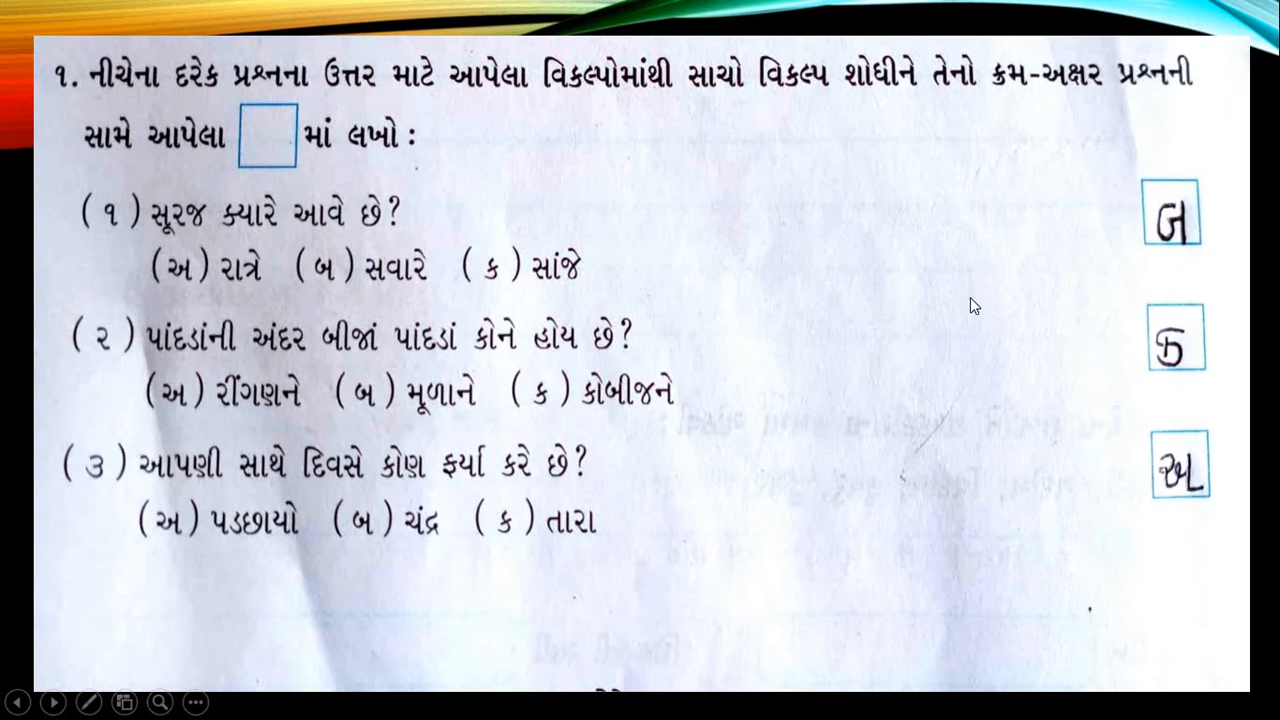 ૧. નીચેના દરેક પ્રશ્નના ઉત્તર માટે આપેલા વિકલ્પોમાંથી સાચો વિકલ્પ શોધીને તેનો ક્રમ-અક્ષર પ્રશ્નની
સામે આપેલા માં લખો :
( ૧ ) સૂરજ ક્યારે આવે છે? બ
( અ ) રાત્રે ( બ ) સવારે ( ક ) સાંજે
( ૨ ) પાંદડાંની અંદર બીજાં પાંદડાં કોને હોય છે? ક
( અ ) રીંગણને ( બ ) મૂળાને ( ક ) કોબીજને
( ૩ ) આપણી સાથે દિવસે કોણ ફર્યા કરે છે? અ
( અ ) પડછાયો ( બ ) ચંદ્ર ( ક ) તારા